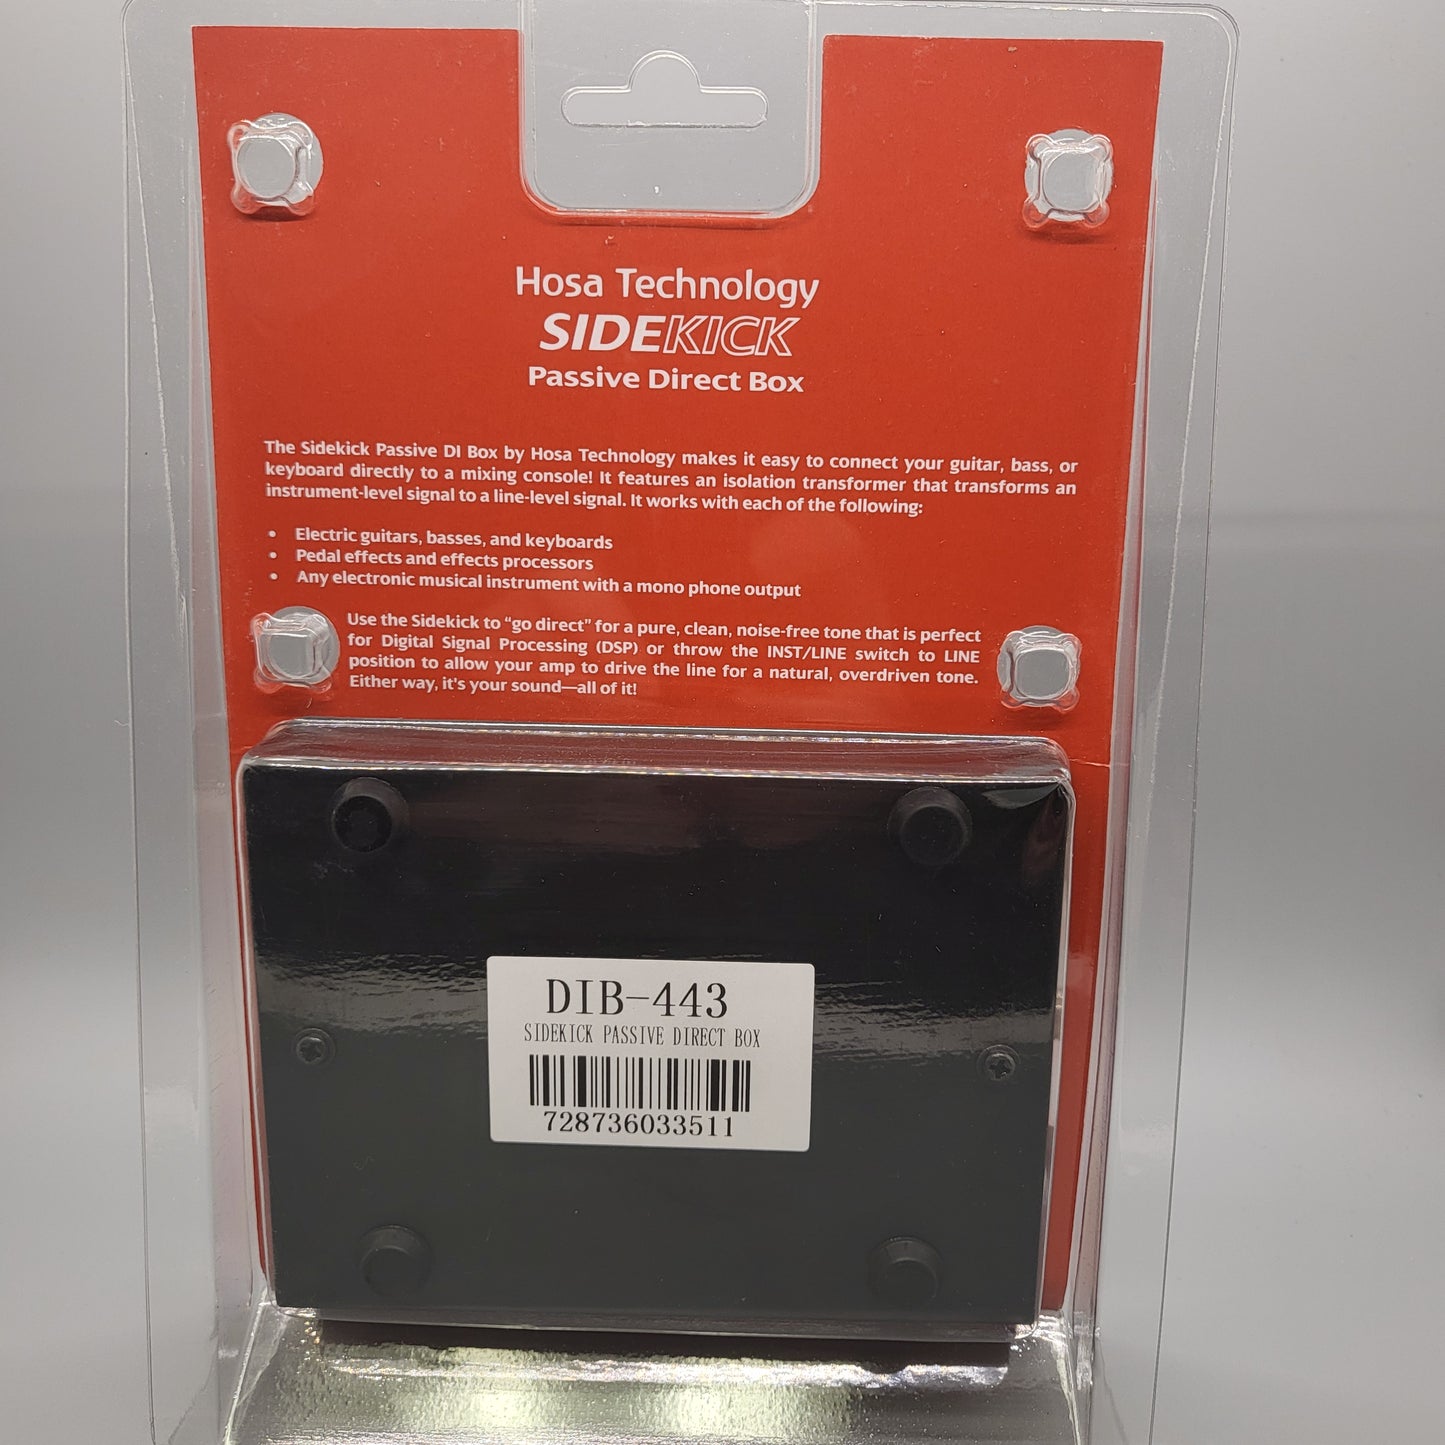 Hosa Technology
SIDEKICK
Passive Direct Box
The Sidekick Passive DI Box by Hosa Technology makes it easy to connect your guitar, bass, or
keyboard directly to a mixing console! It features an isolation transformer that transforms an
instrument-level signal to a line-level signal. It works with each of the following:
• Electric guitars, basses, and keyboards
• Pedal effects and effects processors
• Any electronic musical instrument with a mono phone output
Use the Sidekick to “go direct” for a pure, clean, noise-free tone that is perfect
for Digital Signal Processing (DSP) or throw the INST/LINE switch to LINE
position to allow your amp to drive the line for a natural, overdriven tone.
Either way, it's your sound—all of it!
DIB-443
SIDEKICK PASSIVE DIRECT BOX
728736033511